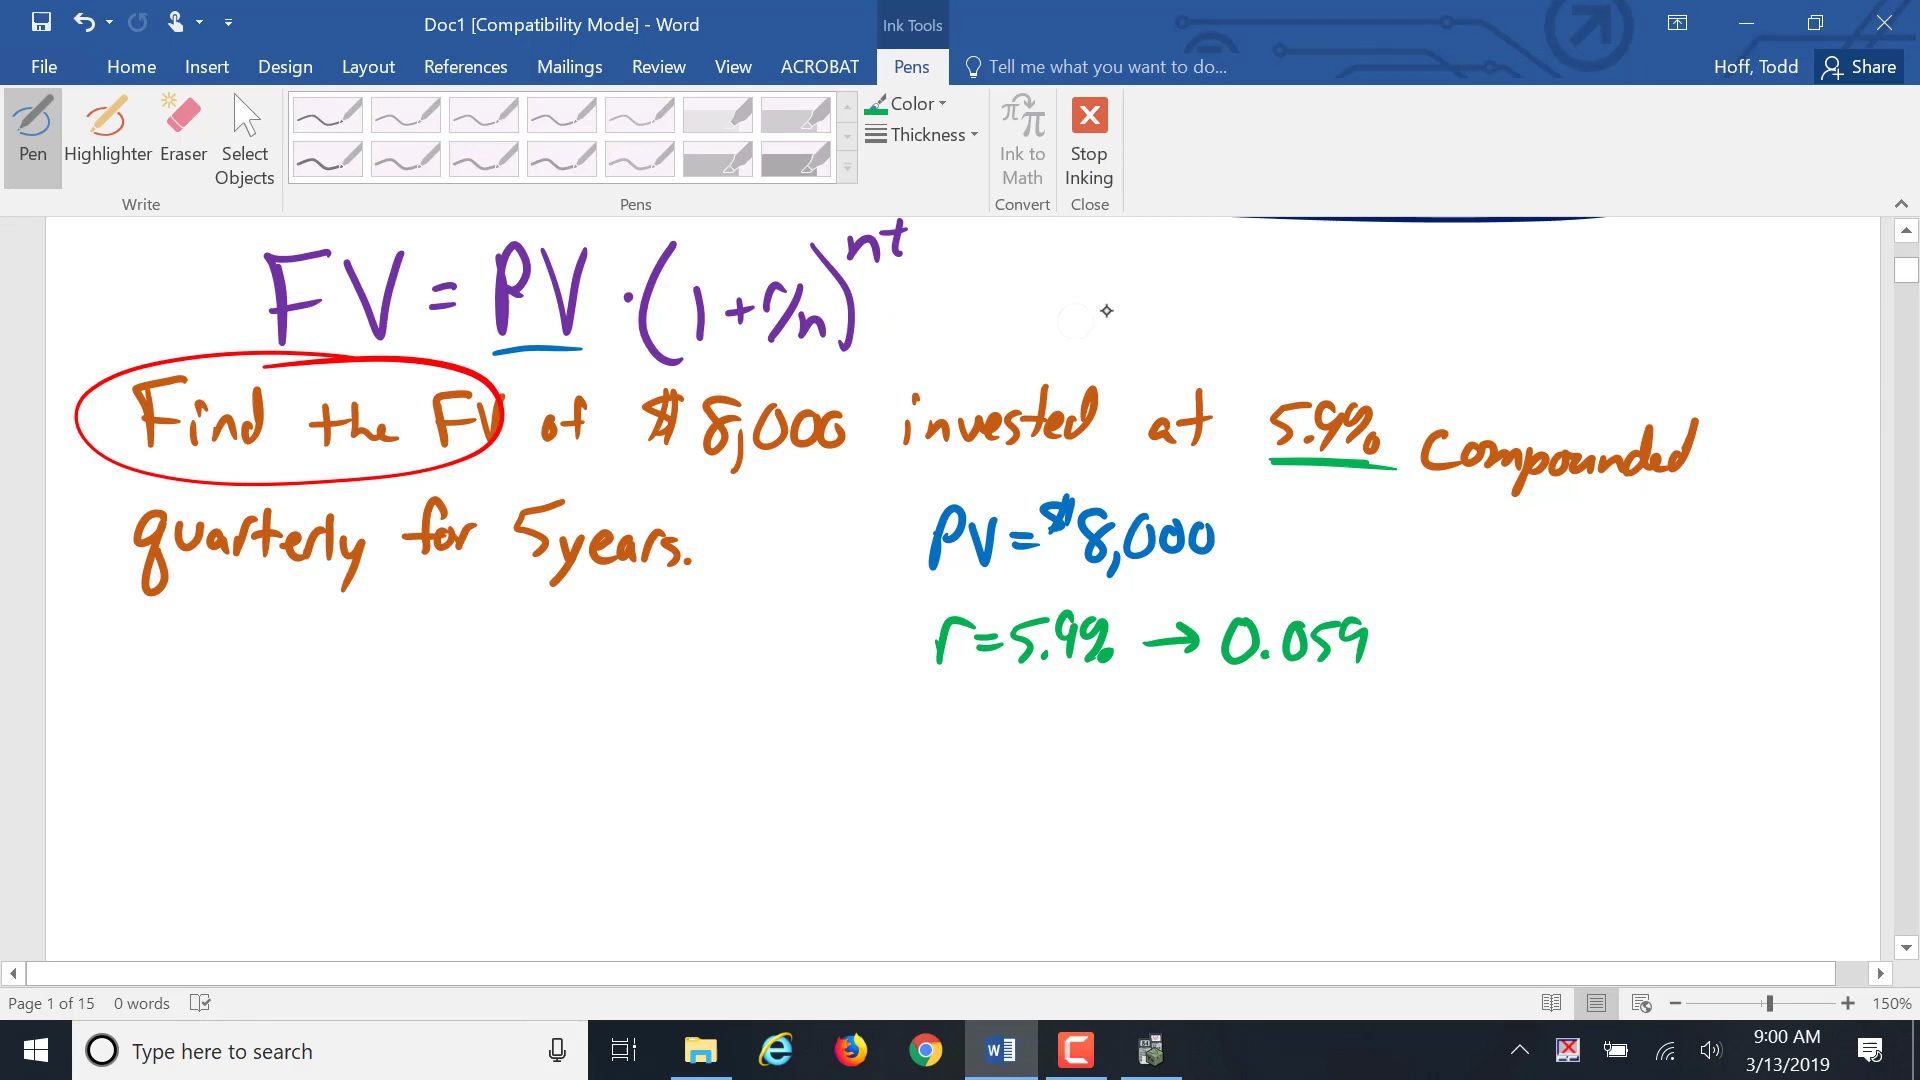 Doc1 [Compatibility Mode] - Word
Ink Tools
File Home Insert Design Layout References Mailings Review View ACROBAT Pens Tell me what you want to do... Hoff, Todd Share
Pen Highlighter Eraser Select Objects
Color
Thickness
Ink to Math
Stop Inking
Write Pens Convert Close
FV = PV · (1 + r/n)^nt
Find the FV of $8,000 invested at 5.9% compounded
quarterly for 5 years.
PV = $8,000
r = 5.9% → 0.059
Page 1 of 15 0 words 150%
Type here to search
9:00 AM
3/13/2019